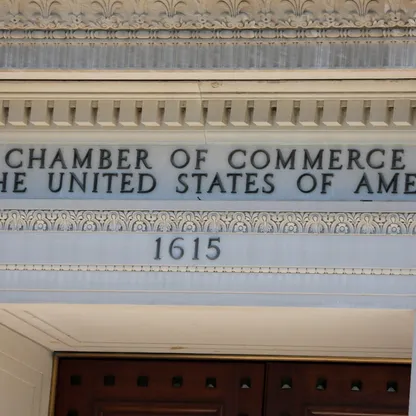 CHAMBER OF COMMERCE
HE UNITED STATES OF AME
1615